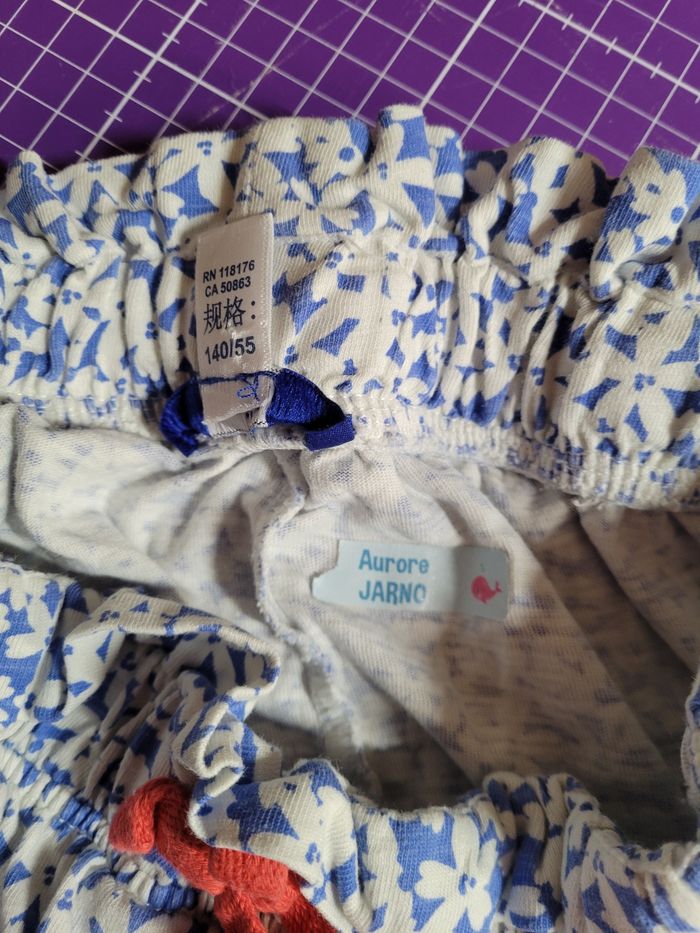 RN 118176
CA 50863
规格：
140/55
Aurore
JARNO